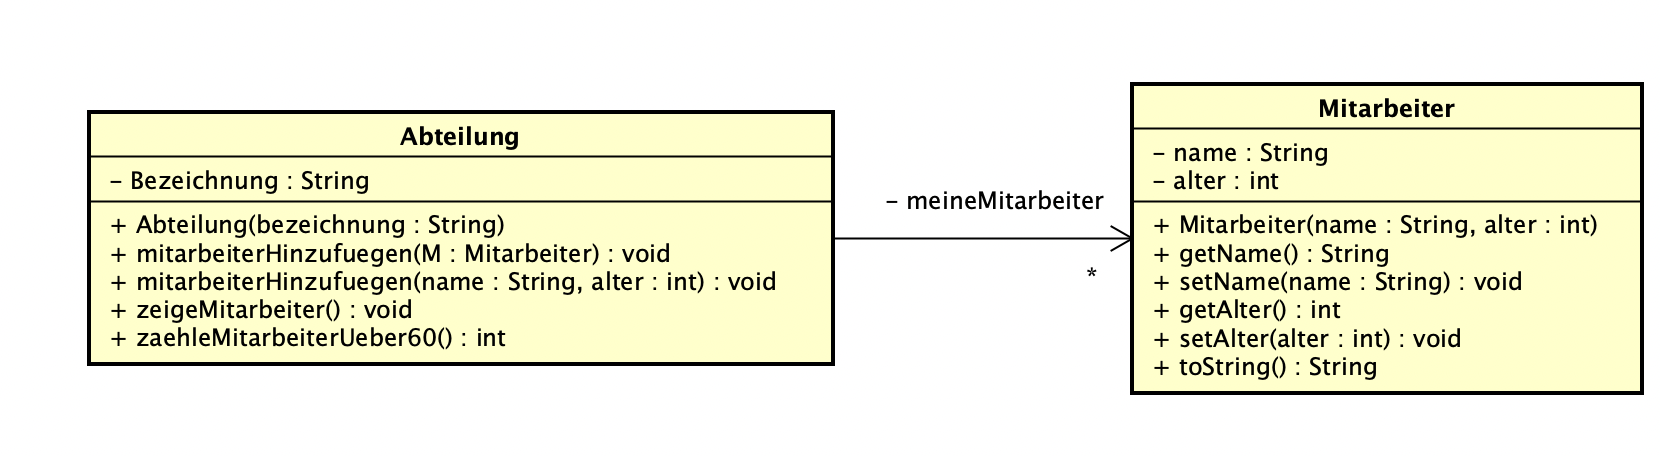 Abteilung
- Bezeichnung : String
+ Abteilung(bezeichnung : String)
+ mitarbeiterHinzufuegen(M : Mitarbeiter) : void
+ mitarbeiterHinzufuegen(name : String, alter : int) : void
+ zeigeMitarbeiter() : void
+ zaehleMitarbeiterUeber60() : int
- meineMitarbeiter
*
Mitarbeiter
- name : String
- alter : int
+ Mitarbeiter(name : String, alter : int)
+ getName() : String
+ setName(name : String) : void
+ getAlter() : int
+ setAlter(alter : int) : void
+ toString() : String